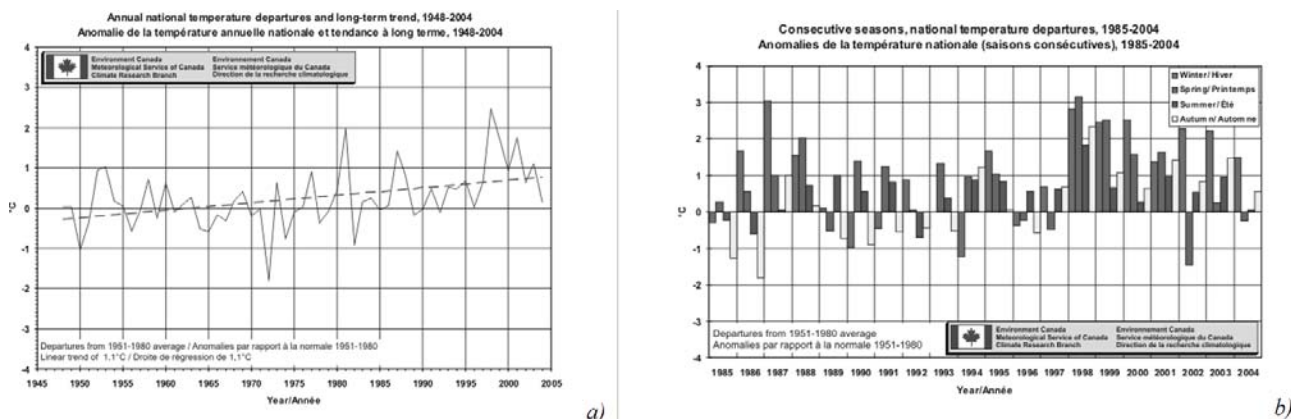 Annual national temperature departures and long-term trend, 1948-2004
Anomalie de la température annuelle nationale et tendance à long terme, 1948-2004
4
3
2
1
0
-1
-2
-3
-4
°C
Environment Canada
Meteorological Service of Canada
Climate Research Branch
Environnement Canada
Service météorologique du Canada
Direction de la recherche climatologique
Departures from 1951-1980 average / Anomalies par rapport à la normale 1951-1980
Linear trend of 1.1°C / Droite de régression de 1,1°C
1945 1950 1955 1960 1965 1970 1975 1980 1985 1990 1995 2000 2005
Year/Année
a)
Consecutive seasons, national temperature departures, 1985-2004
Anomalies de la température nationale (saisons consécutives), 1985-2004
4
3
2
1
0
-1
-2
-3
-4
°C
Winter/ Hiver
Spring/ Printemps
Summer/ Été
Autumn/ Automne
Departures from 1951-1980 average
Anomalies par rapport à la normale 1951-1980
Environment Canada
Meteorological Service of Canada
Climate Research Branch
Environnement Canada
Service météorologique du Canada
Direction de la recherche climatologique
1985 1986 1987 1988 1989 1990 1991 1992 1993 1994 1995 1996 1997 1998 1999 2000 2001 2002 2003 2004
Year/Année
b)